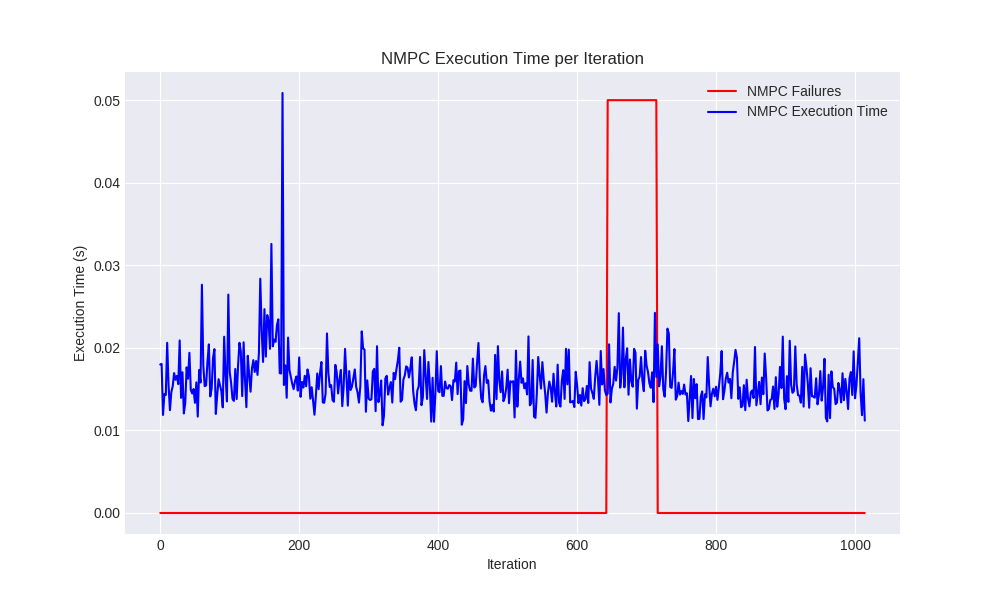 NMPC Execution Time per Iteration
NMPC Failures
NMPC Execution Time
0.05
0.04
0.03
0.02
0.01
0.00
Execution Time (s)
0 200 400 600 800 1000
Iteration